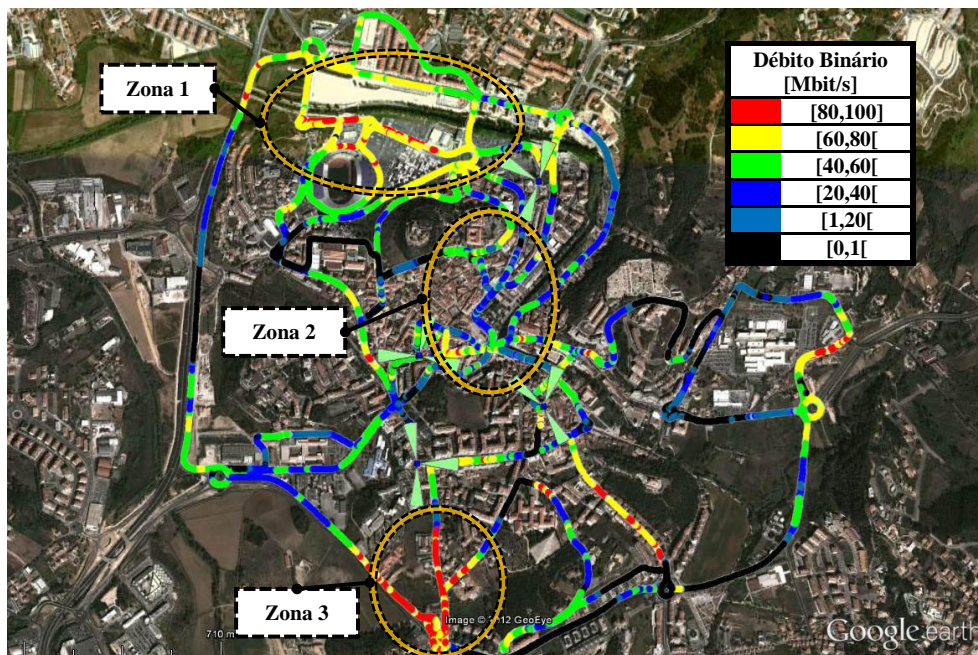 Zona 1
Débito Binário
[Mbit/s]
[80,100]
[60,80[
[40,60[
[20,40[
[1,20[
[0,1[
Zona 2
Zona 3
Image © 2012 GeoEye
710 m
Google earth